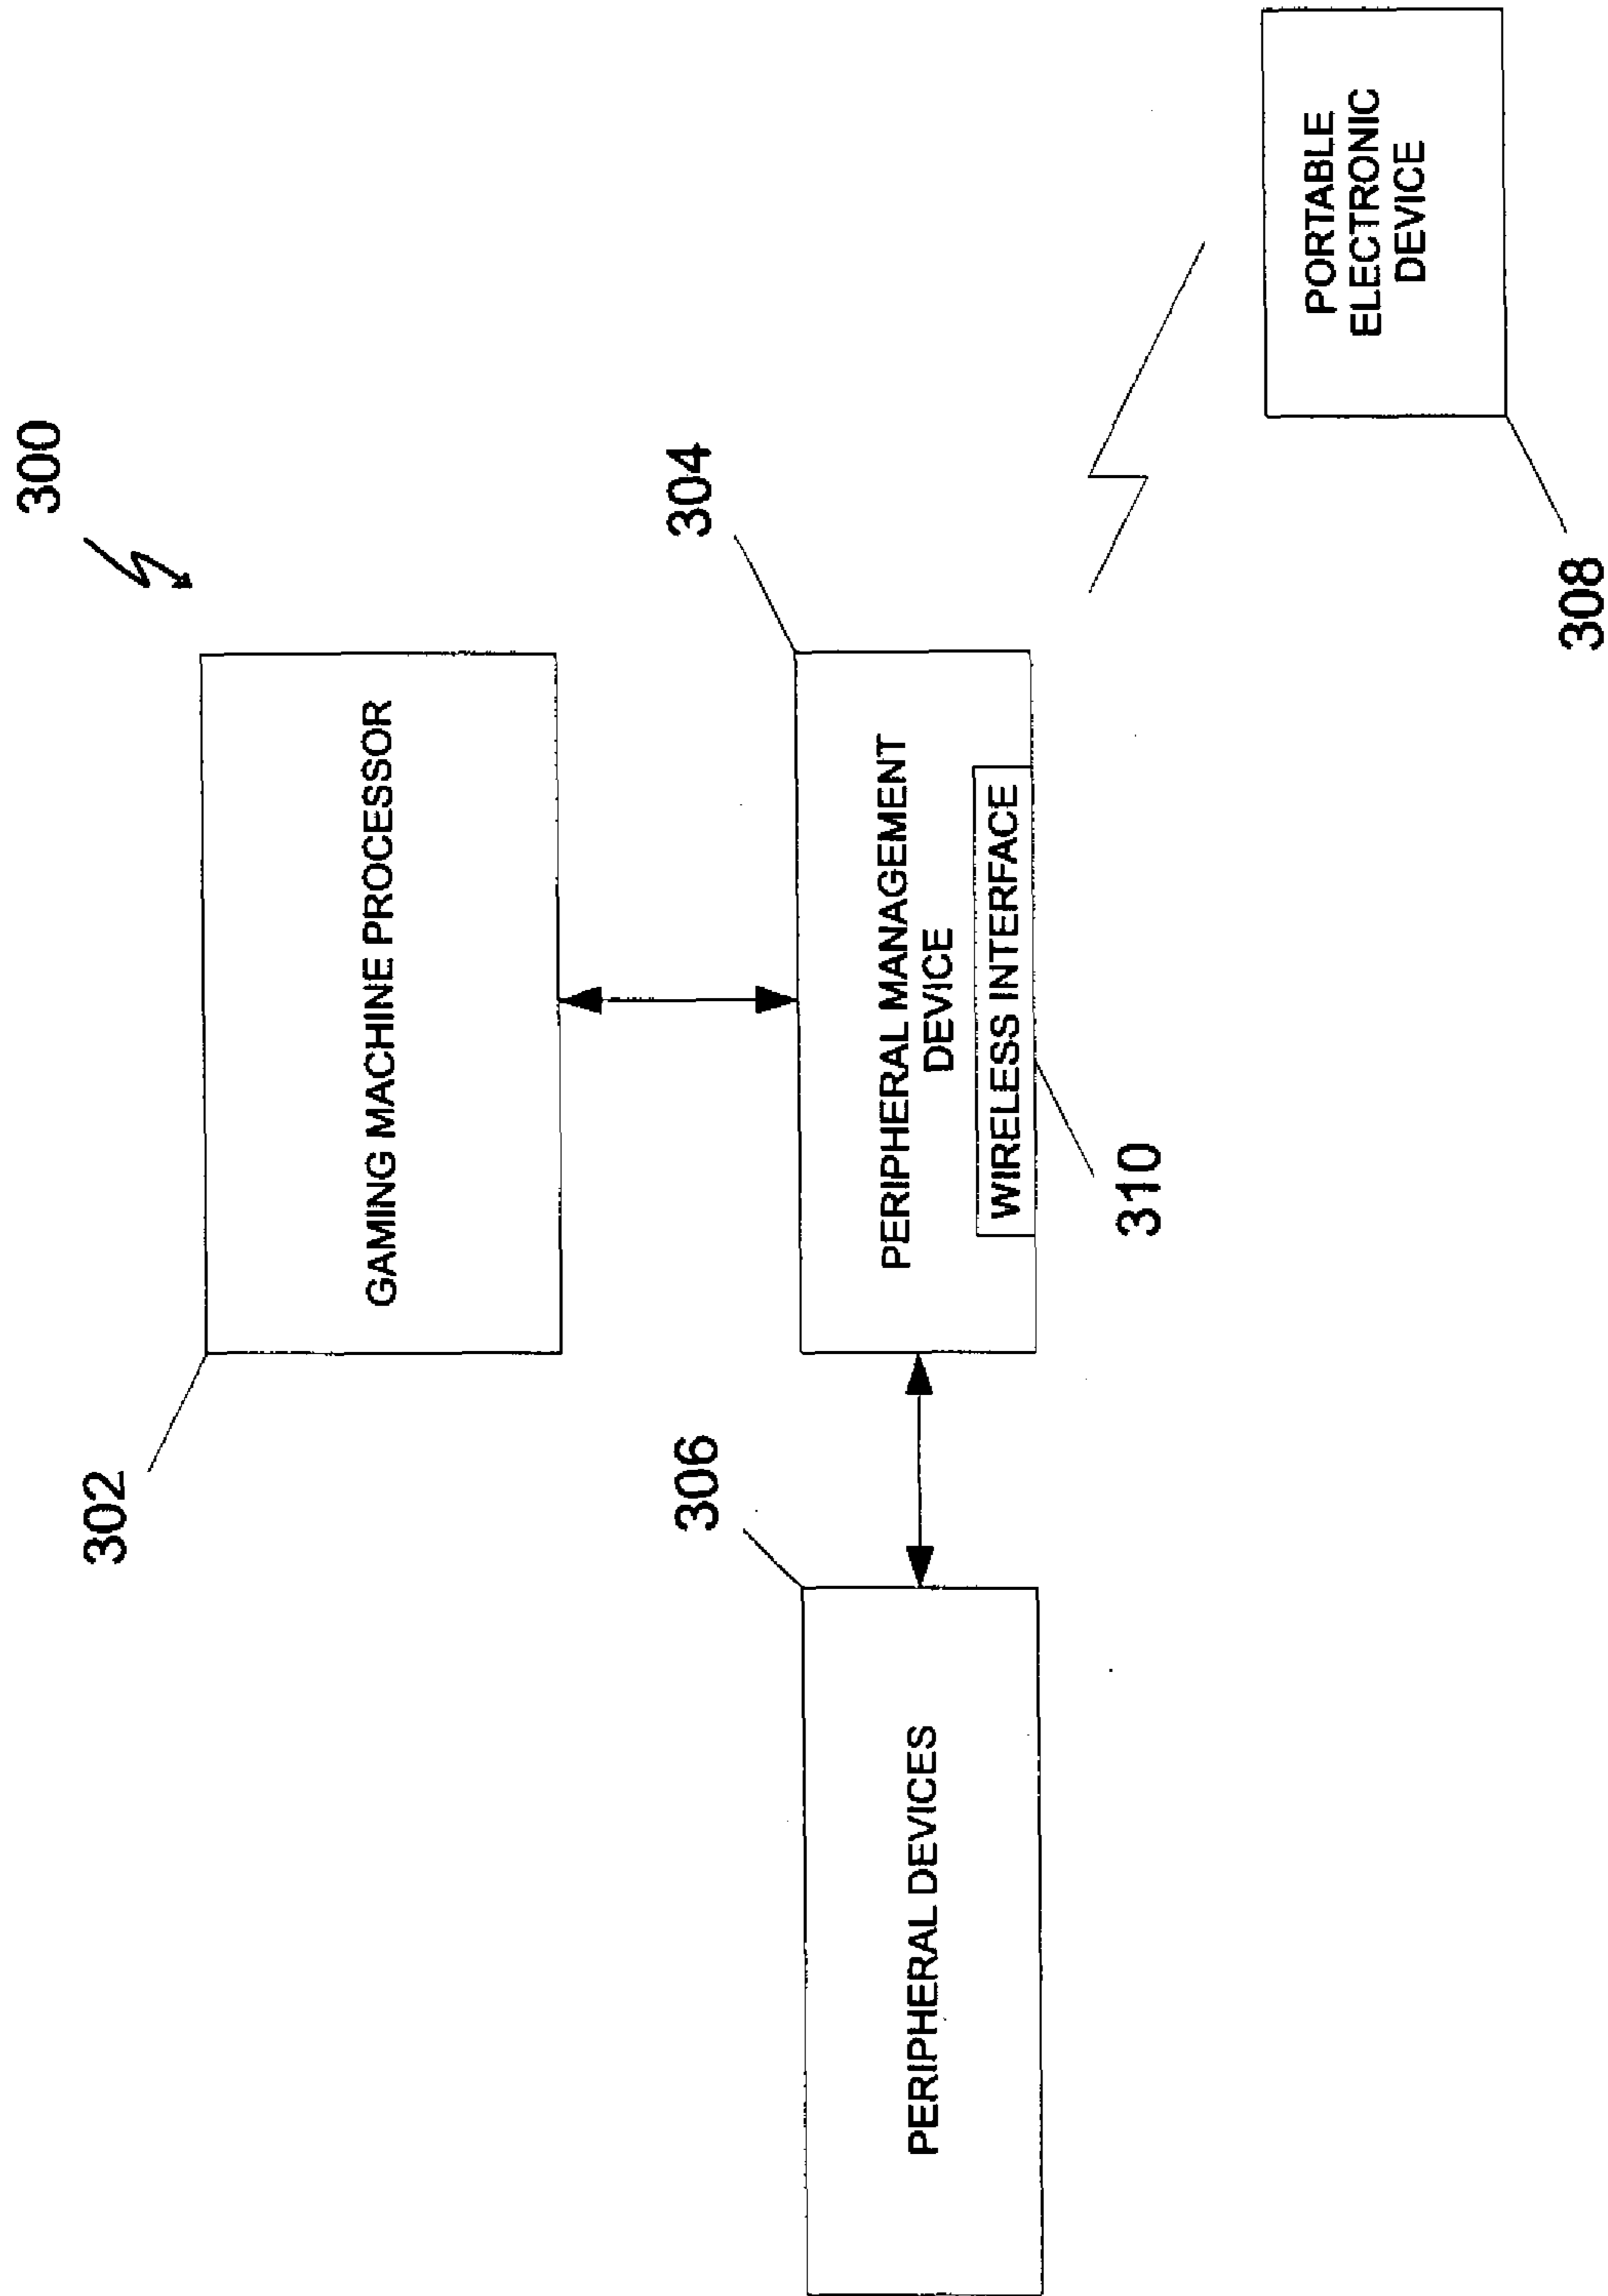 300
302
GAMING MACHINE PROCESSOR
304
306
PERIPHERAL DEVICES
PERIPHERAL MANAGEMENT
DEVICE
WIRELESS INTERFACE
310
PORTABLE
ELECTRONIC
DEVICE
308